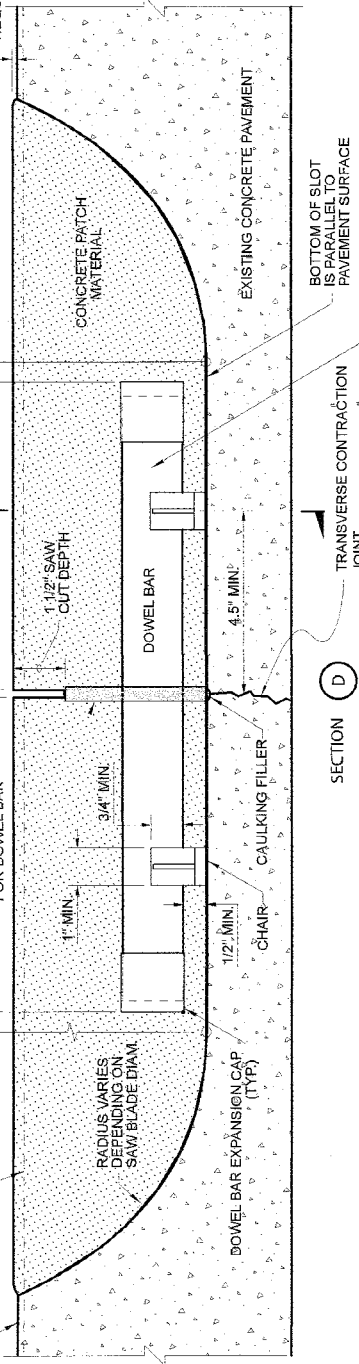 FOR DOWEL BAR
1 1/2" SAW
CUT DEPTH
CONCRETE PATCH
MATERIAL
RADIUS VARIES
DEPENDING ON
SAW BLADE DIAM.
1" MIN.
3/4" MIN.
DOWEL BAR
4.5" MIN.
1/2" MIN.
CHAIR
CAULKING FILLER
DOWEL BAR EXPANSION CAP
(TYP.)
EXISTING CONCRETE PAVEMENT
BOTTOM OF SLOT
IS PARALLEL TO
PAVEMENT SURFACE
TRANSVERSE CONTRACTION
JOINT
SECTION D